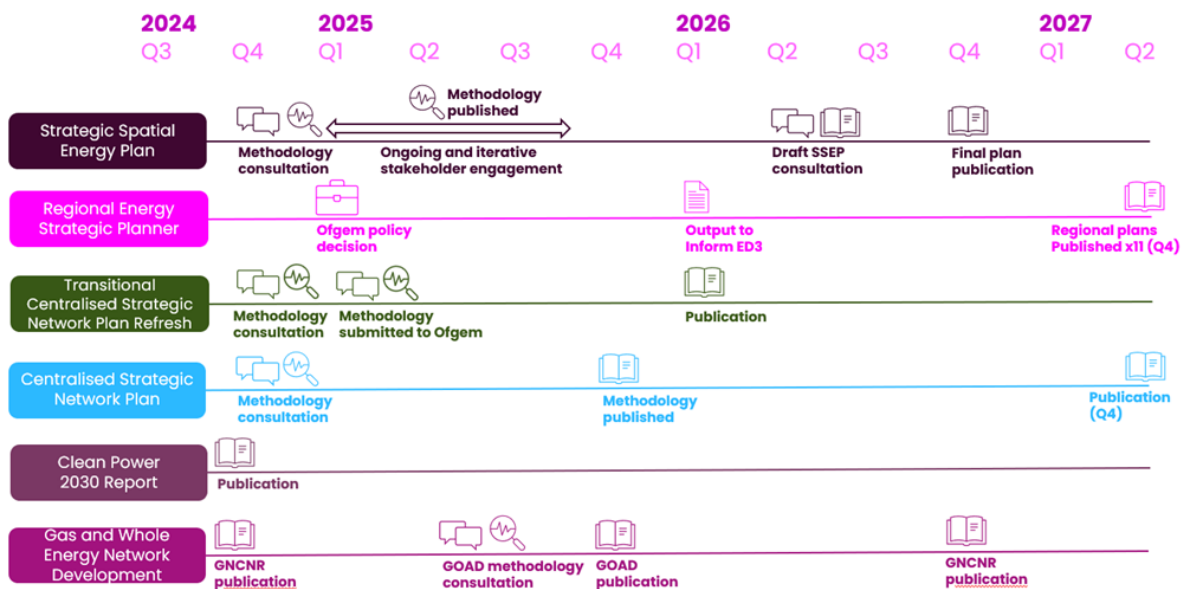 2024
2025
2026
2027
Q3
Q4
Q1
Q2
Q3
Q4
Q1
Q2
Q3
Q4
Q1
Q2
Strategic Spatial
Energy Plan
Methodology
consultation
Methodology
published
Ongoing and iterative
stakeholder engagement
Draft SSEP
consultation
Final plan
publication
Regional Energy
Strategic Planner
Ofgem policy
decision
Output to
Inform ED3
Regional plans
Published x11 (Q4)
Transitional
Centralised Strategic
Network Plan Refresh
Methodology
consultation
Methodology
submitted to Ofgem
Publication
Centralised Strategic
Network Plan
Methodology
consultation
Methodology
published
Publication
(Q4)
Clean Power
2030 Report
Publication
Gas and Whole
Energy Network
Development
GNCNR
publication
GOAD methodology
consultation
GOAD
publication
GNCNR
publication